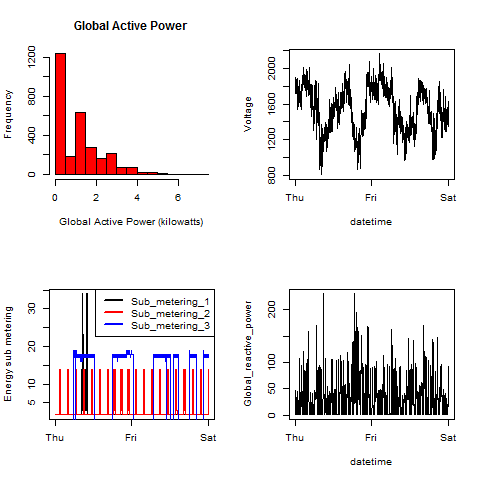 Global Active Power
Frequency
0 400 800 1200
0 2 4 6
Global Active Power (kilowatts)
Voltage
800 1200 1600 2000
Thu Fri Sat
datetime
Energy sub metering
5 10 20 30
Sub_metering_1
Sub_metering_2
Sub_metering_3
Thu Fri Sat
Global_reactive_power
0 50 100 200
Thu Fri Sat
datetime